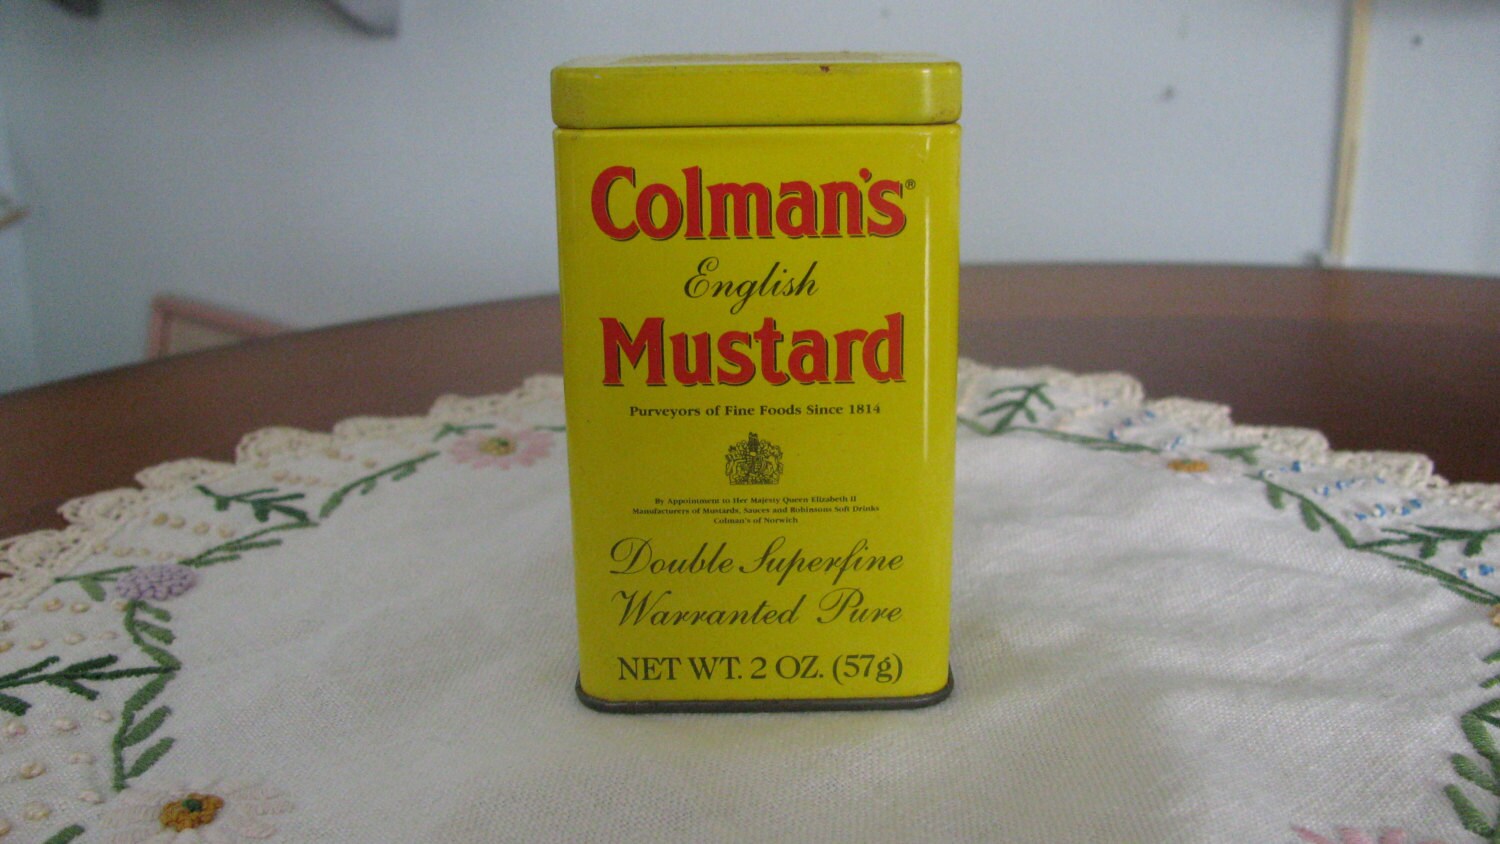 Colman's®
English
Mustard
Purveyors of Fine Foods Since 1814
By Appointment to Her Majesty Queen Elizabeth II
Manufacturers of Mustards, Sauces and Robinsons Soft Drinks
Colman's of Norwich
Double Superfine
Warranted Pure
NET WT. 2 OZ. (57g)